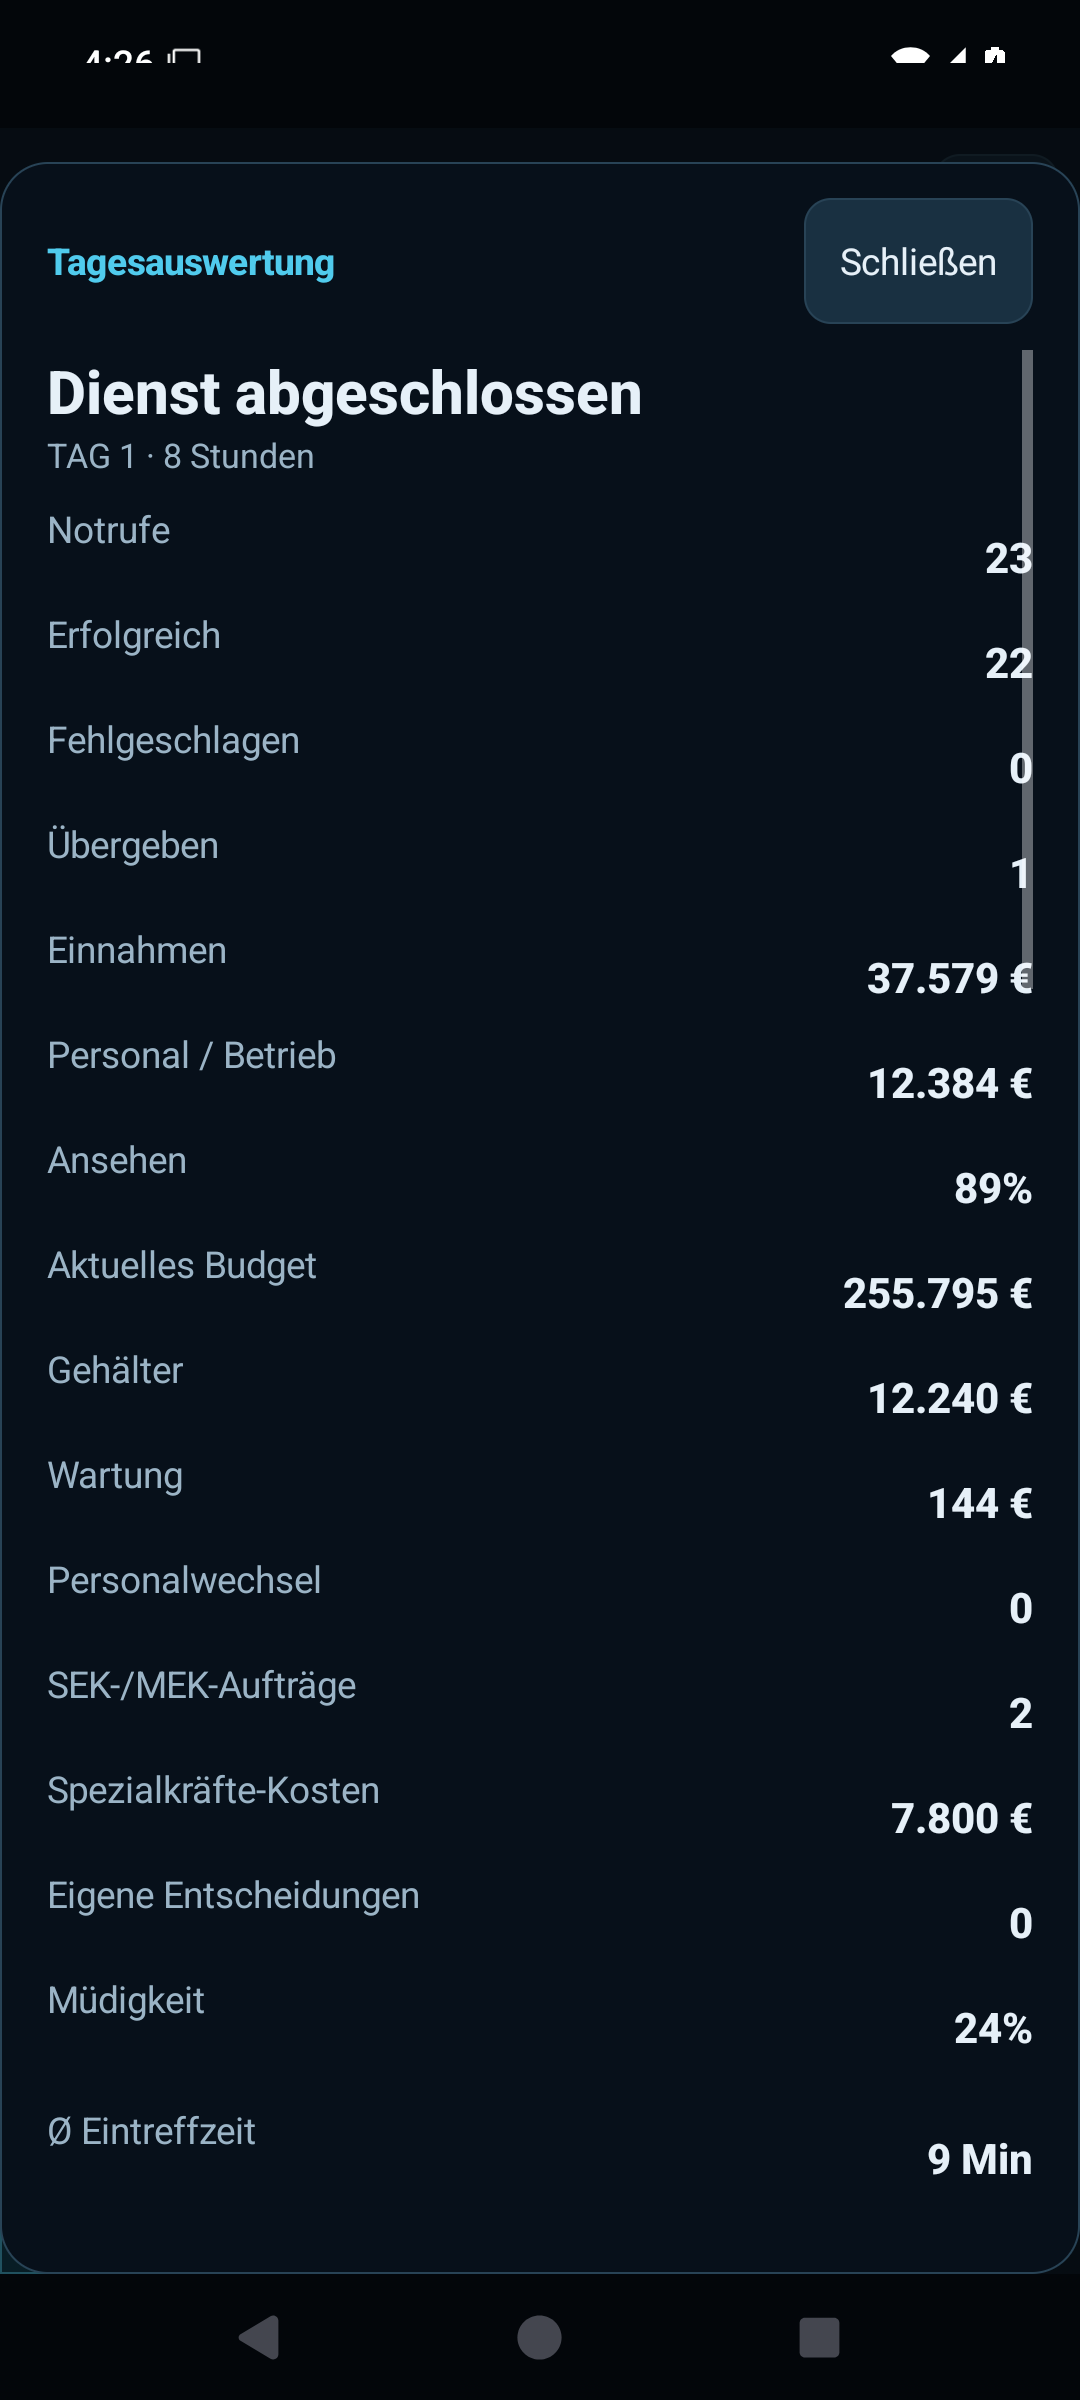 4:26
Tagesauswertung
Schließen
Dienst abgeschlossen
TAG 1 · 8 Stunden
Notrufe
23
Erfolgreich
22
Fehlgeschlagen
0
Übergeben
1
Einnahmen
37.579 €
Personal / Betrieb
12.384 €
Ansehen
89%
Aktuelles Budget
255.795 €
Gehälter
12.240 €
Wartung
144 €
Personalwechsel
0
SEK-/MEK-Aufträge
2
Spezialkräfte-Kosten
7.800 €
Eigene Entscheidungen
0
Müdigkeit
24%
Ø Eintreffzeit
9 Min